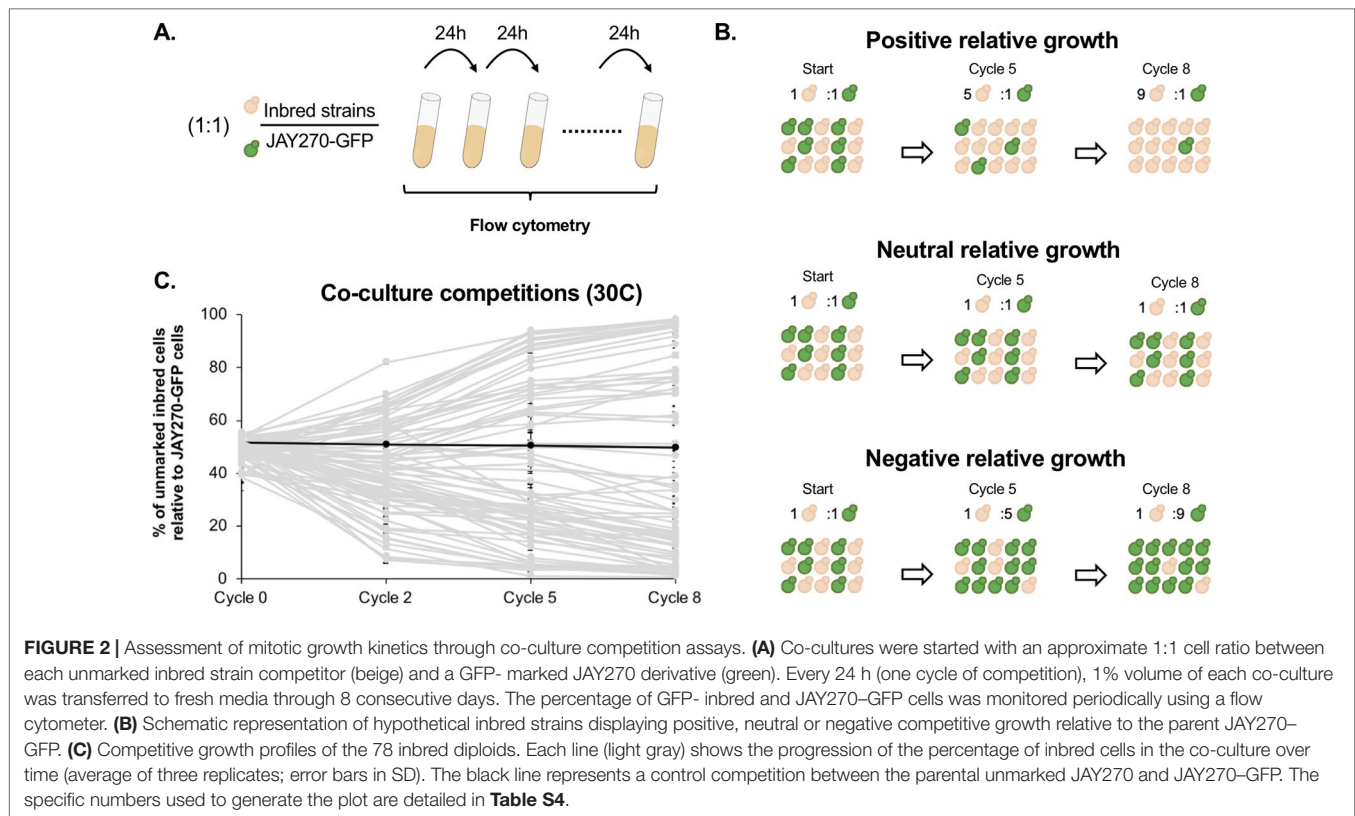 A.
24h 24h 24h
(1:1) Inbred strains
JAY270-GFP
Flow cytometry
B.
Positive relative growth
Start Cycle 5 Cycle 8
1 :1 5 :1 9 :1
Neutral relative growth
Start Cycle 5 Cycle 8
1 :1 1 :1 1 :1
Negative relative growth
Start Cycle 5 Cycle 8
1 :1 1 :5 1 :9
C.
Co-culture competitions (30C)
% of unmarked inbred cells
relative to JAY270-GFP cells
100
80
60
40
20
0
Cycle 0 Cycle 2 Cycle 5 Cycle 8
FIGURE 2 | Assessment of mitotic growth kinetics through co-culture competition assays. (A) Co-cultures were started with an approximate 1:1 cell ratio between
each unmarked inbred strain competitor (beige) and a GFP- marked JAY270 derivative (green). Every 24 h (one cycle of competition), 1% volume of each co-culture
was transferred to fresh media through 8 consecutive days. The percentage of GFP- inbred and JAY270–GFP cells was monitored periodically using a flow
cytometer. (B) Schematic representation of hypothetical inbred strains displaying positive, neutral or negative competitive growth relative to the parent JAY270–
GFP. (C) Competitive growth profiles of the 78 inbred diploids. Each line (light gray) shows the progression of the percentage of inbred cells in the co-culture over
time (average of three replicates; error bars in SD). The black line represents a control competition between the parental unmarked JAY270 and JAY270–GFP. The
specific numbers used to generate the plot are detailed in Table S4.